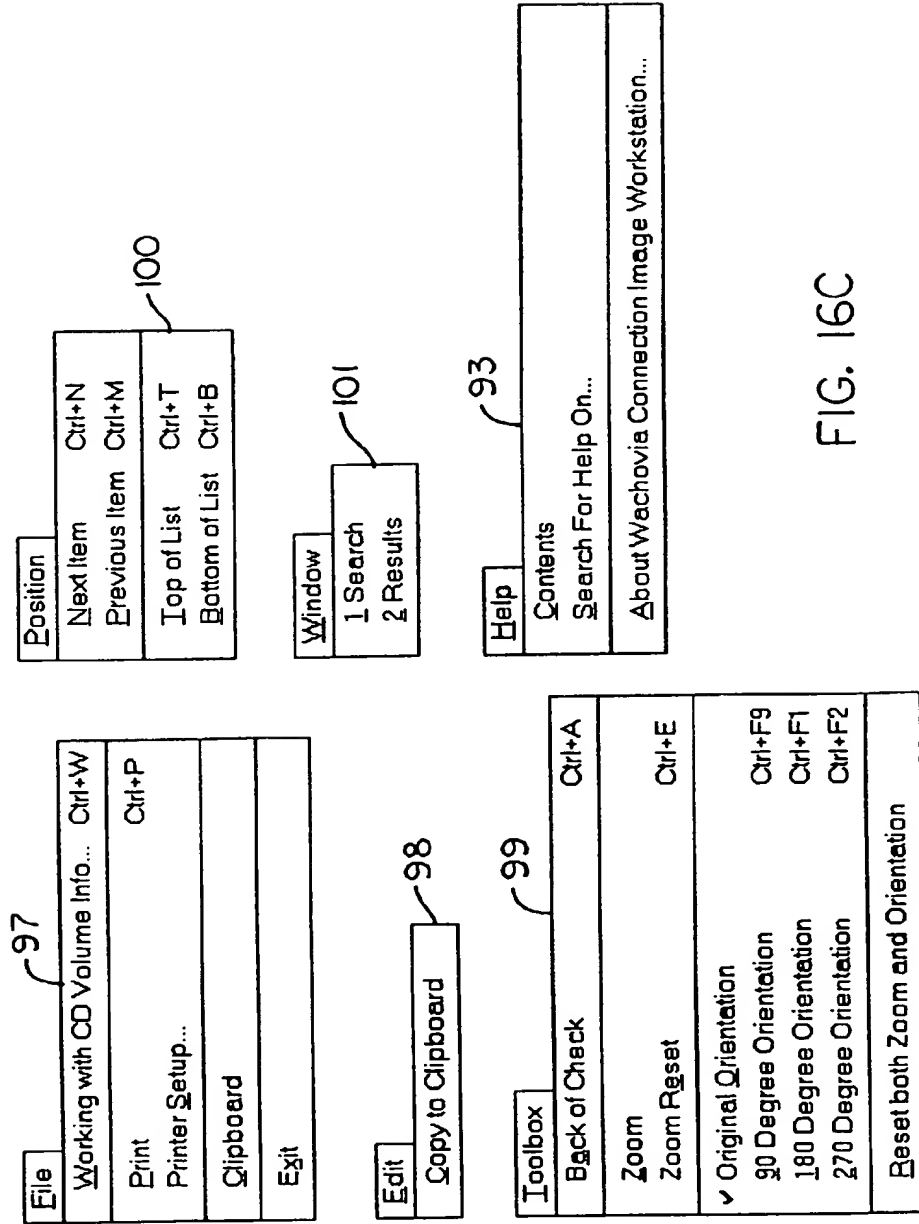 File
97
Working with CD Volume Info... Ctrl+W
Print Ctrl+P
Printer Setup...
Clipboard
Exit
Edit
98
Copy to Clipboard
Toolbox
99
Back of Check Ctrl+A
Zoom
Zoom Reset Ctrl+E
✓ Original Orientation
90 Degree Orientation Ctrl+F9
180 Degree Orientation Ctrl+F1
270 Degree Orientation Ctrl+F2
Reset both Zoom and Orientation
Position
Next Item Ctrl+N
Previous Item Ctrl+M
100
Top of List Ctrl+T
Bottom of List Ctrl+B
Window
101
1 Search
2 Results
Help
93
Contents
Search For Help On...
About Wachovia Connection Image Workstation...
FIG. 16C